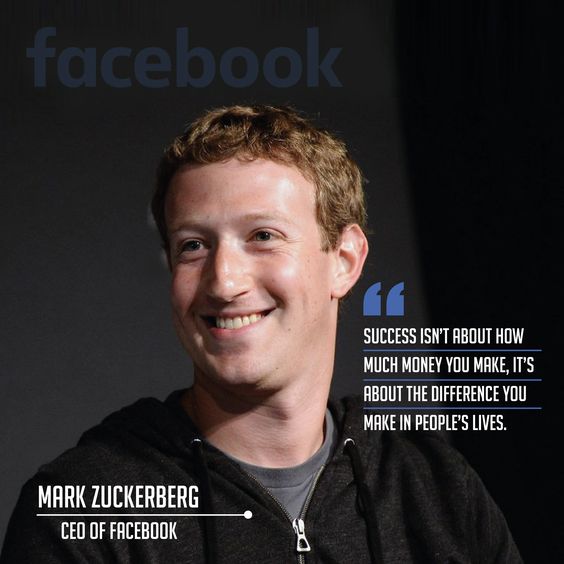 facebook
SUCCESS ISN'T ABOUT HOW
MUCH MONEY YOU MAKE, IT'S
ABOUT THE DIFFERENCE YOU
MAKE IN PEOPLE'S LIVES.
MARK ZUCKERBERG
CEO OF FACEBOOK